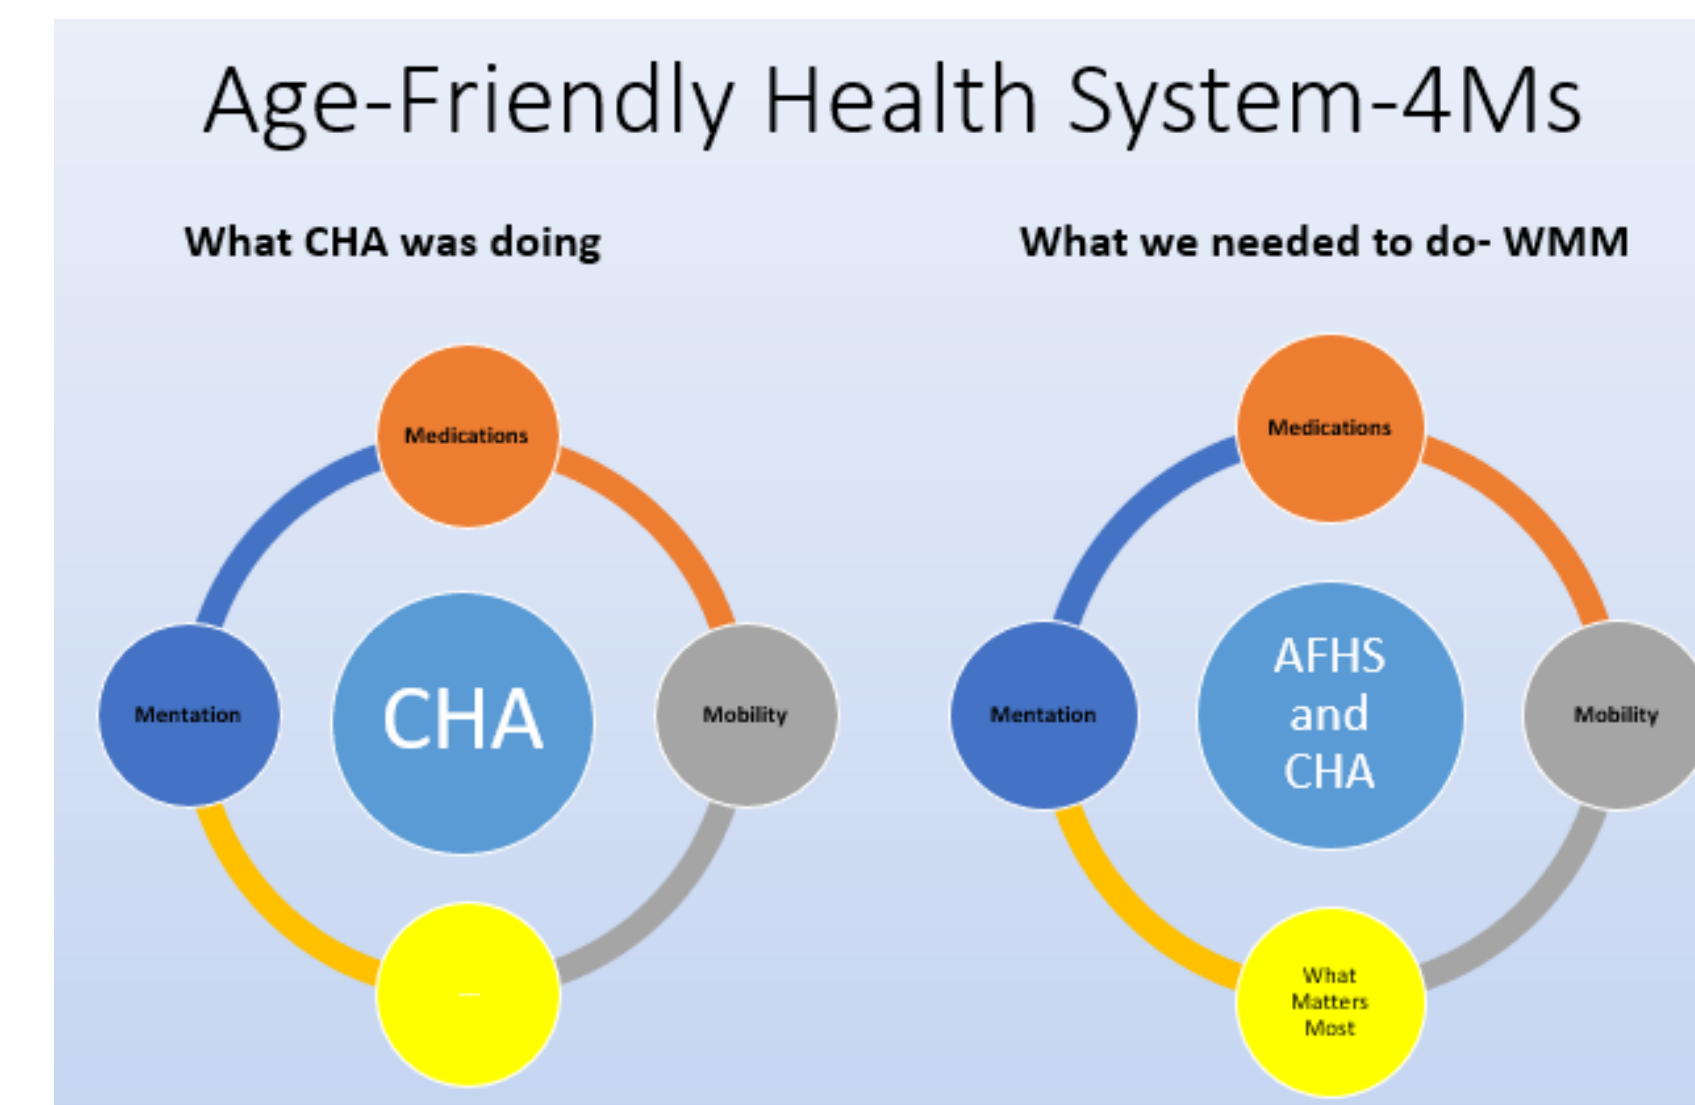 Age-Friendly Health System-4Ms
What CHA was doing
What we needed to do- WMM
Medications
Mentation
CHA
Mobility
—
Medications
Mentation
AFHS
and
CHA
Mobility
What
Matters
Most